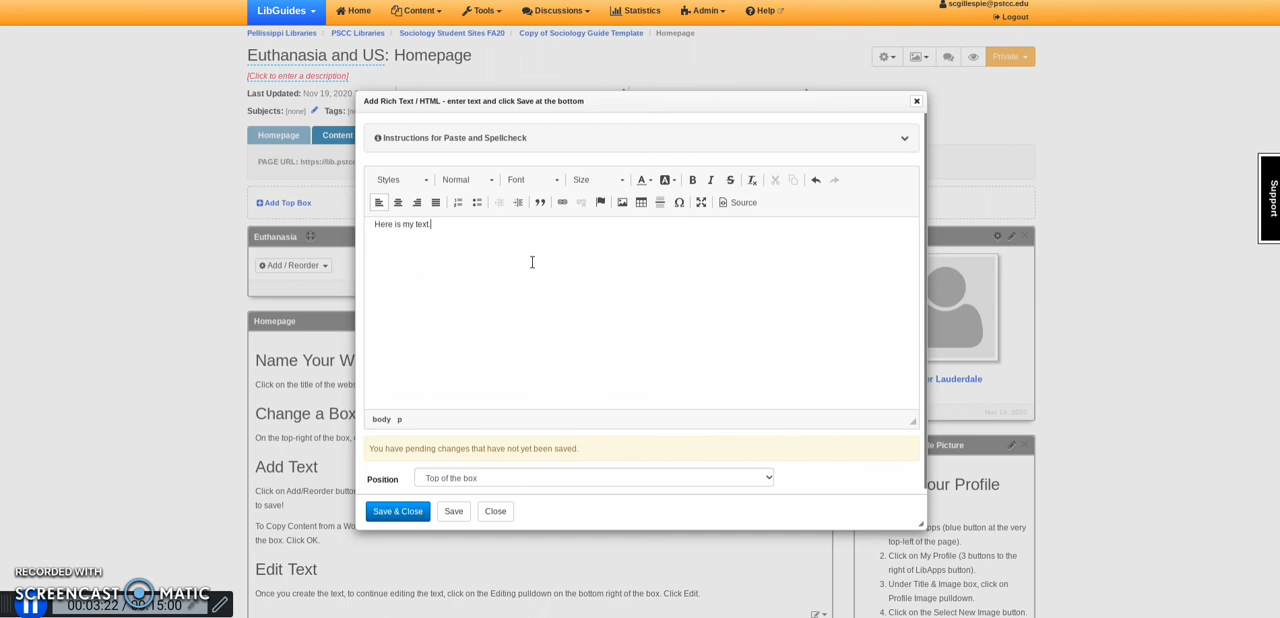 LibGuides
Home
Content
Tools
Discussions
Statistics
Admin
Help
scgillespie@pstcc.edu
Logout
Pellissippi Libraries / PSCC Libraries / Sociology Student Sites FA20 / Copy of Sociology Guide Template / Homepage
Euthanasia and US: Homepage
[Click to enter a description]
Private
Last Updated: Nov 19, 2020
Subjects: [none] Tags:
Homepage
Content
PAGE URL: https://lib.pstcc
Add Top Box
Euthanasia
Add / Reorder
Homepage
Name Your W
Click on the title of the webs
Change a Box
On the top-right of the box,
Add Text
Click on Add/Reorder button
to save!
To Copy Content from a Wo
the box. Click OK.
Edit Text
Once you create the text, to continue editing the text, click on the Editing pulldown on the bottom right of the box. Click Edit.
Add Rich Text / HTML - enter text and click Save at the bottom
Instructions for Paste and Spellcheck
Styles
Normal
Font
Size
A
A
B
I
S
Source
Here is my text.
body p
You have pending changes that have not yet been saved.
Position
Top of the box
Save & Close
Save
Close
er Lauderdale
Nov 19, 2020
le Picture
our Profile
pps (blue button at the very
top-left of the page).
2. Click on My Profile (3 buttons to the
right of LibApps button).
3. Under Title & Image box, click on
Profile Image pulldown.
4. Click on the Select New Image button.
Support
RECORDED WITH
SCREENCAST MATIC
00:03:22 / 00:15:00